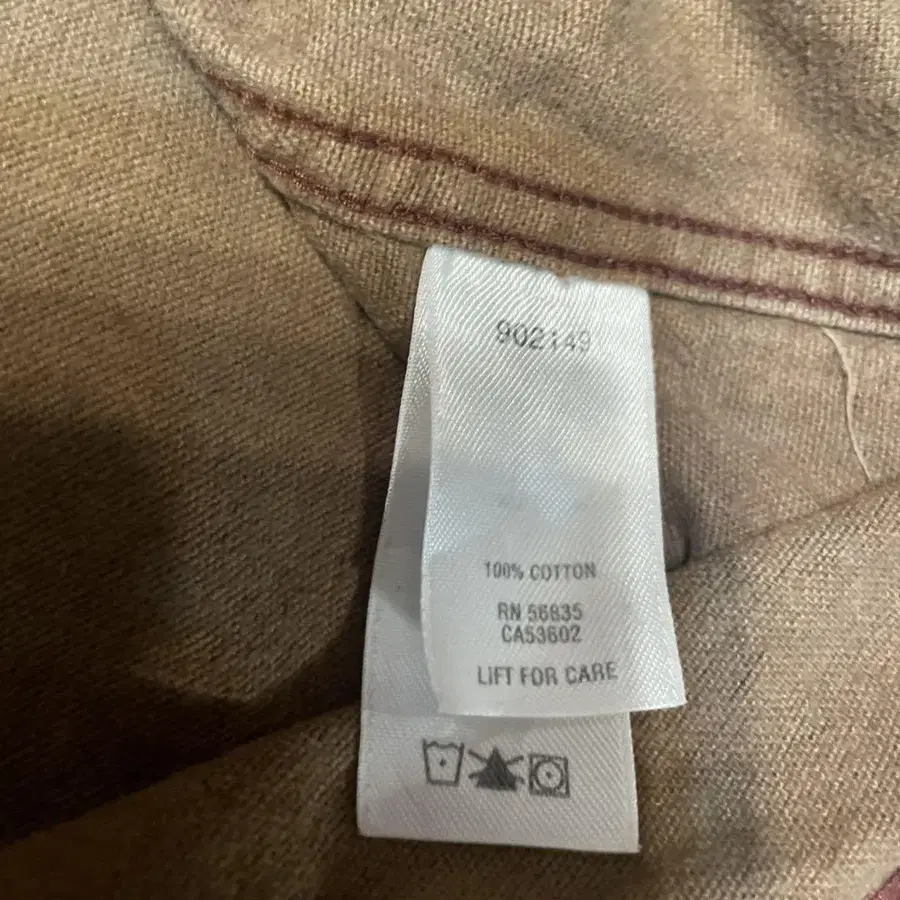 902149
100% COTTON
RN 56835
CA53602
LIFT FOR CARE